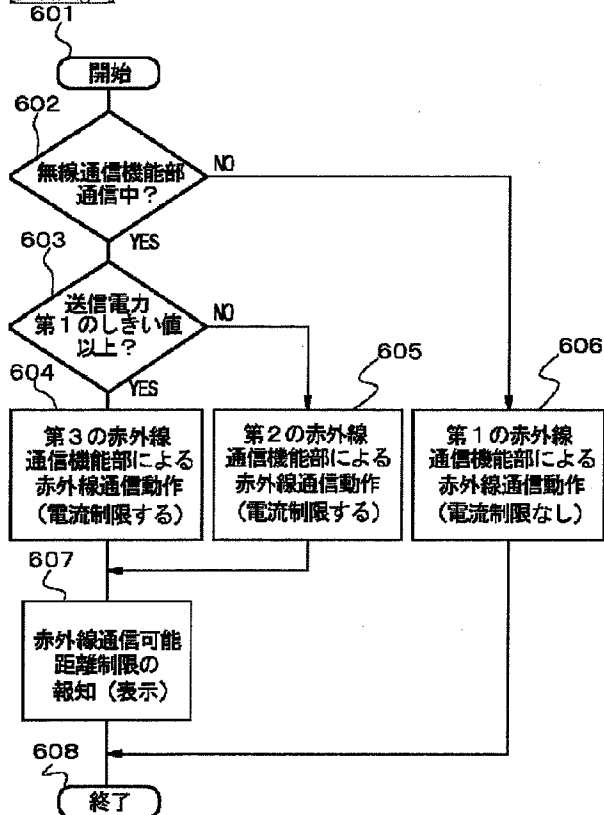 601
開始
602
無線通信機能部
通信中？
NO
YES
603
送信電力
第1のしきい値
以上？
NO
YES
604
第3の赤外線
通信機能部による
赤外線通信動作
(電流制限する)
605
第2の赤外線
通信機能部による
赤外線通信動作
(電流制限する)
606
第1の赤外線
通信機能部による
赤外線通信動作
(電流制限なし)
607
赤外線通信可能
距離制限の
報知（表示）
608
終了